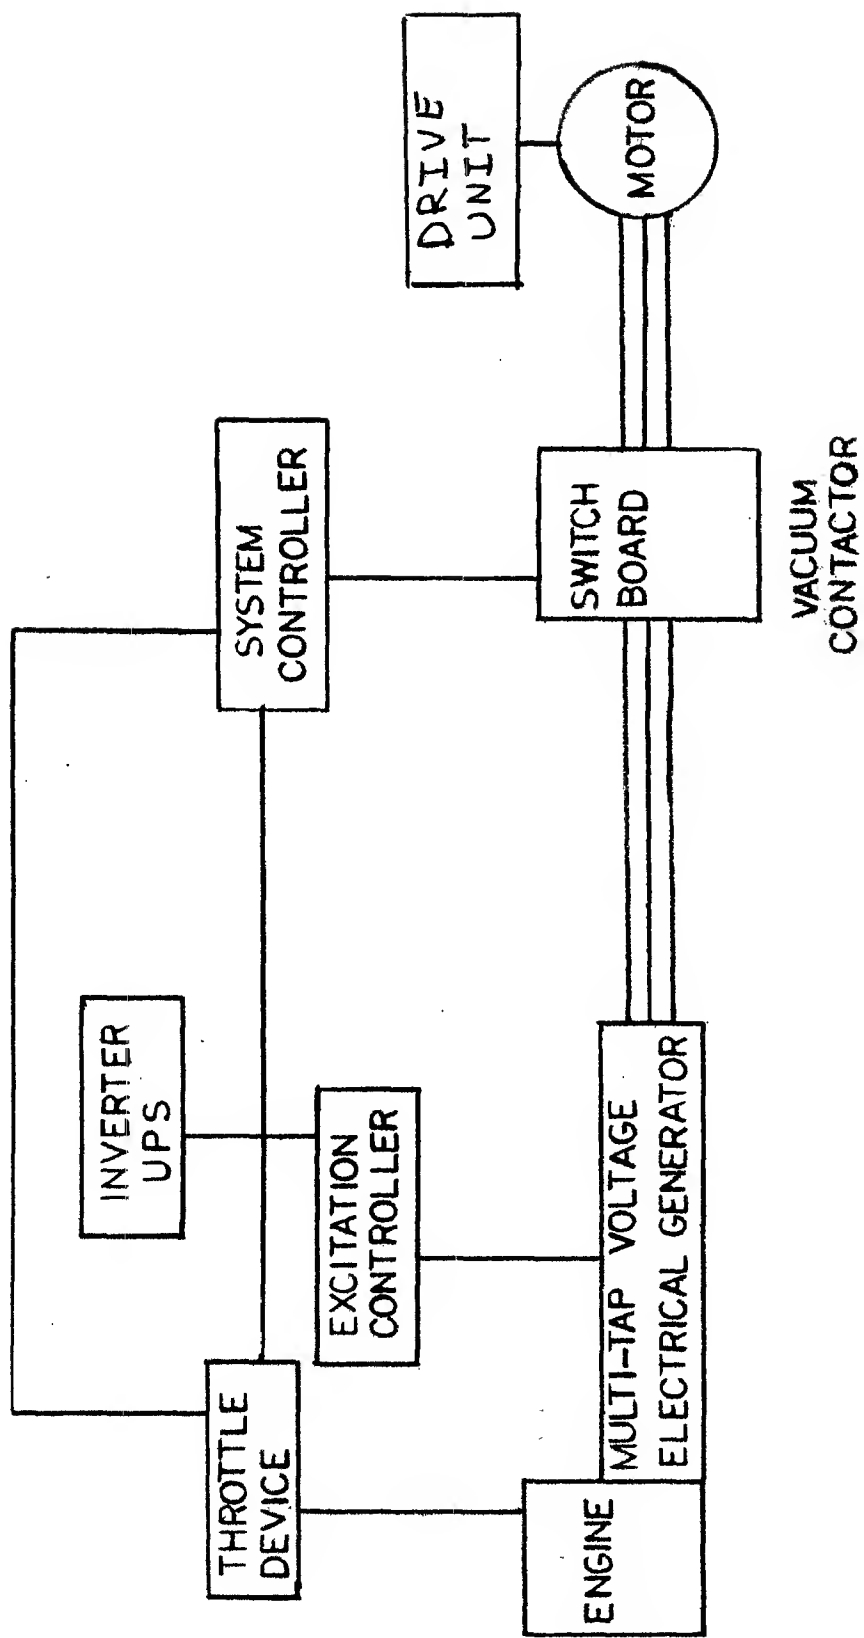 THROTTLE
DEVICE
INVERTER
UPS
SYSTEM
CONTROLLER
EXCITATION
CONTROLLER
DRIVE
UNIT
ENGINE
MULTI-TAP VOLTAGE
ELECTRICAL GENERATOR
SWITCH
BOARD
MOTOR
VACUUM
CONTACTOR